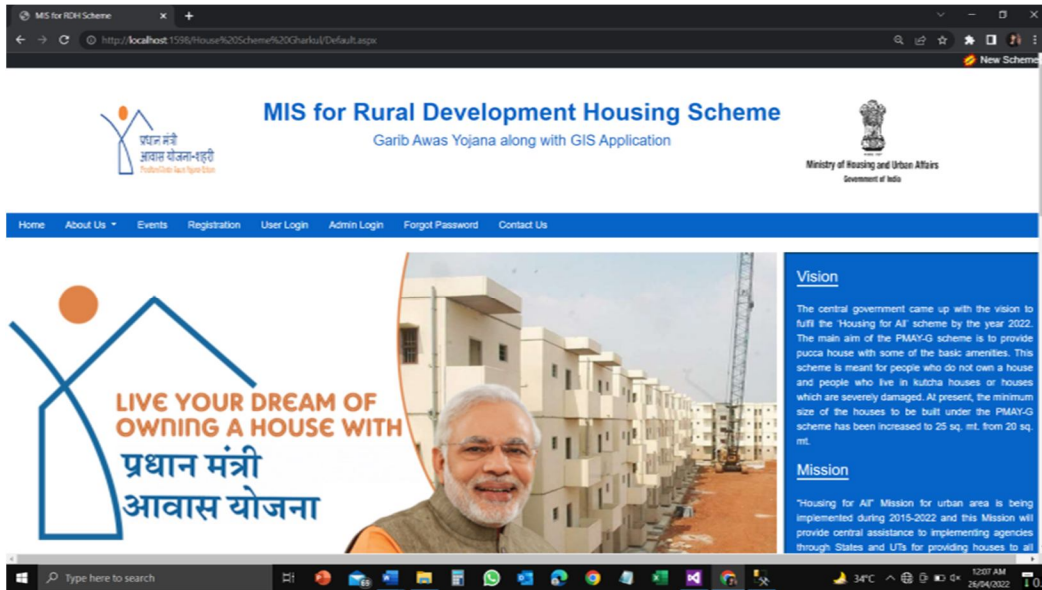 MIS for RDH Scheme
http://localhost:1598/House%20Scheme%20Gharkul/Default.aspx
New Scheme
MIS for Rural Development Housing Scheme
Garib Awas Yojana along with GIS Application
प्रधान मंत्री
आवास योजना-शहरी
Pradhan Mantri Awas Yojana-Urban
Ministry of Housing and Urban Affairs
Government of India
Home About Us Events Registration User Login Admin Login Forgot Password Contact Us
LIVE YOUR DREAM OF
OWNING A HOUSE WITH
प्रधान मंत्री
आवास योजना
Vision
The central government came up with the vision to
fulfil the 'Housing for All' scheme by the year 2022.
The main aim of the PMAY-G scheme is to provide
pucca house with some of the basic amenities. This
scheme is meant for people who do not own a house
and people who live in kutcha houses or houses
which are severely damaged. At present, the minimum
size of the houses to be built under the PMAY-G
scheme has been increased to 25 sq. mt. from 20 sq.
mt.
Mission
"Housing for All" Mission for urban area is being
implemented during 2015-2022 and this Mission will
provide central assistance to implementing agencies
through States and UTs for providing houses to all
Type here to search
34°C
12:07 AM
26/04/2022